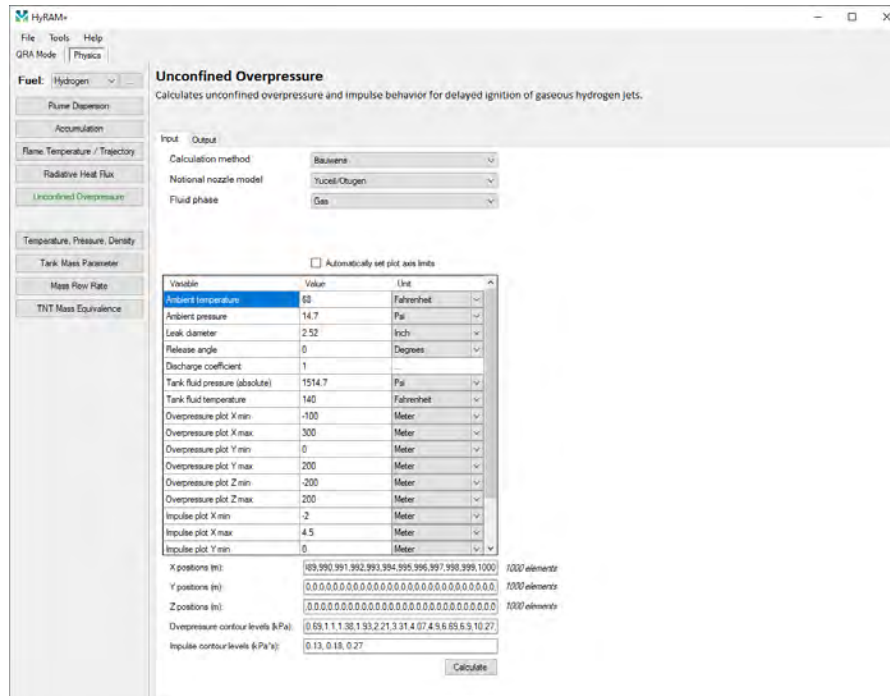 HyRAM+
File Tools Help
QRA Mode Physics
Fuel: Hydrogen ...
Plume Dispersion
Accumulation
Flame Temperature / Trajectory
Radiative Heat Flux
Unconfined Overpressure
Temperature, Pressure, Density
Tank Mass Parameter
Mass Flow Rate
TNT Mass Equivalence
Unconfined Overpressure
Calculates unconfined overpressure and impulse behavior for delayed ignition of gaseous hydrogen jets.
Input Output
Calculation method Bauwens
Notional nozzle model Yucell/Otugen
Fluid phase Gas
Automatically set plot axis limits
Variable Value Unit
Ambient temperature 68 Fahrenheit
Ambient pressure 14.7 Psi
Leak diameter 2.52 Inch
Release angle 0 Degrees
Discharge coefficient 1 ...
Tank fluid pressure (absolute) 1514.7 Psi
Tank fluid temperature 140 Fahrenheit
Overpressure plot X min -100 Meter
Overpressure plot X max 300 Meter
Overpressure plot Y min 0 Meter
Overpressure plot Y max 200 Meter
Overpressure plot Z min -200 Meter
Overpressure plot Z max 200 Meter
Impulse plot X min -2 Meter
Impulse plot X max 4.5 Meter
Impulse plot Y min 0 Meter
X positions (m): 989,990,991,992,993,994,995,996,997,998,999,1000 1000 elements
Y positions (m): 0,0,0,0,0,0,0,0,0,0,0,0,0,0,0,0,0,0,0,0,0,0,0,0,0,0,0,0, 1000 elements
Z positions (m): ,0,0,0,0,0,0,0,0,0,0,0,0,0,0,0,0,0,0,0,0,0,0,0,0,0,0,0,0 1000 elements
Overpressure contour levels (kPa): 0.69,1.1,1.38,1.93,2.21,3.31,4.07,4.9,6.69,6.9,10.27,
Impulse contour levels (kPa*s): 0.13, 0.18, 0.27
Calculate